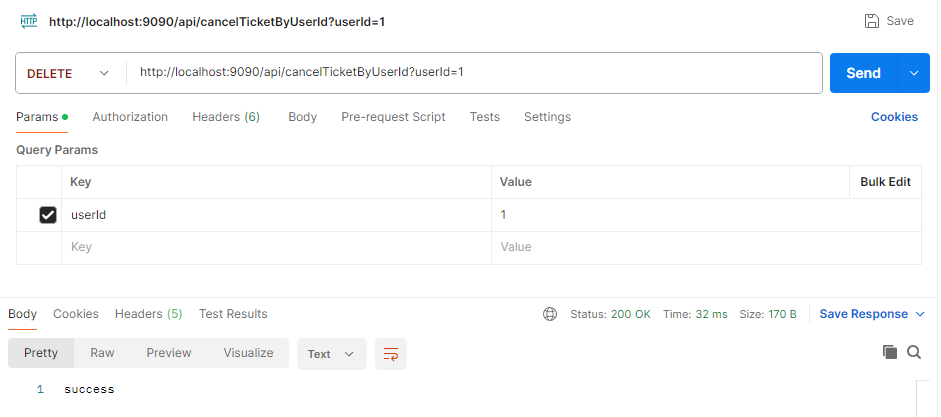 HTTP http://localhost:9090/api/cancelTicketByUserId?userId=1 Save
DELETE http://localhost:9090/api/cancelTicketByUserId?userId=1 Send
Params Authorization Headers (6) Body Pre-request Script Tests Settings Cookies
Query Params
Key Value Bulk Edit
userId 1
Key Value
Body Cookies Headers (5) Test Results Status: 200 OK Time: 32 ms Size: 170 B Save Response
Pretty Raw Preview Visualize Text
1 success